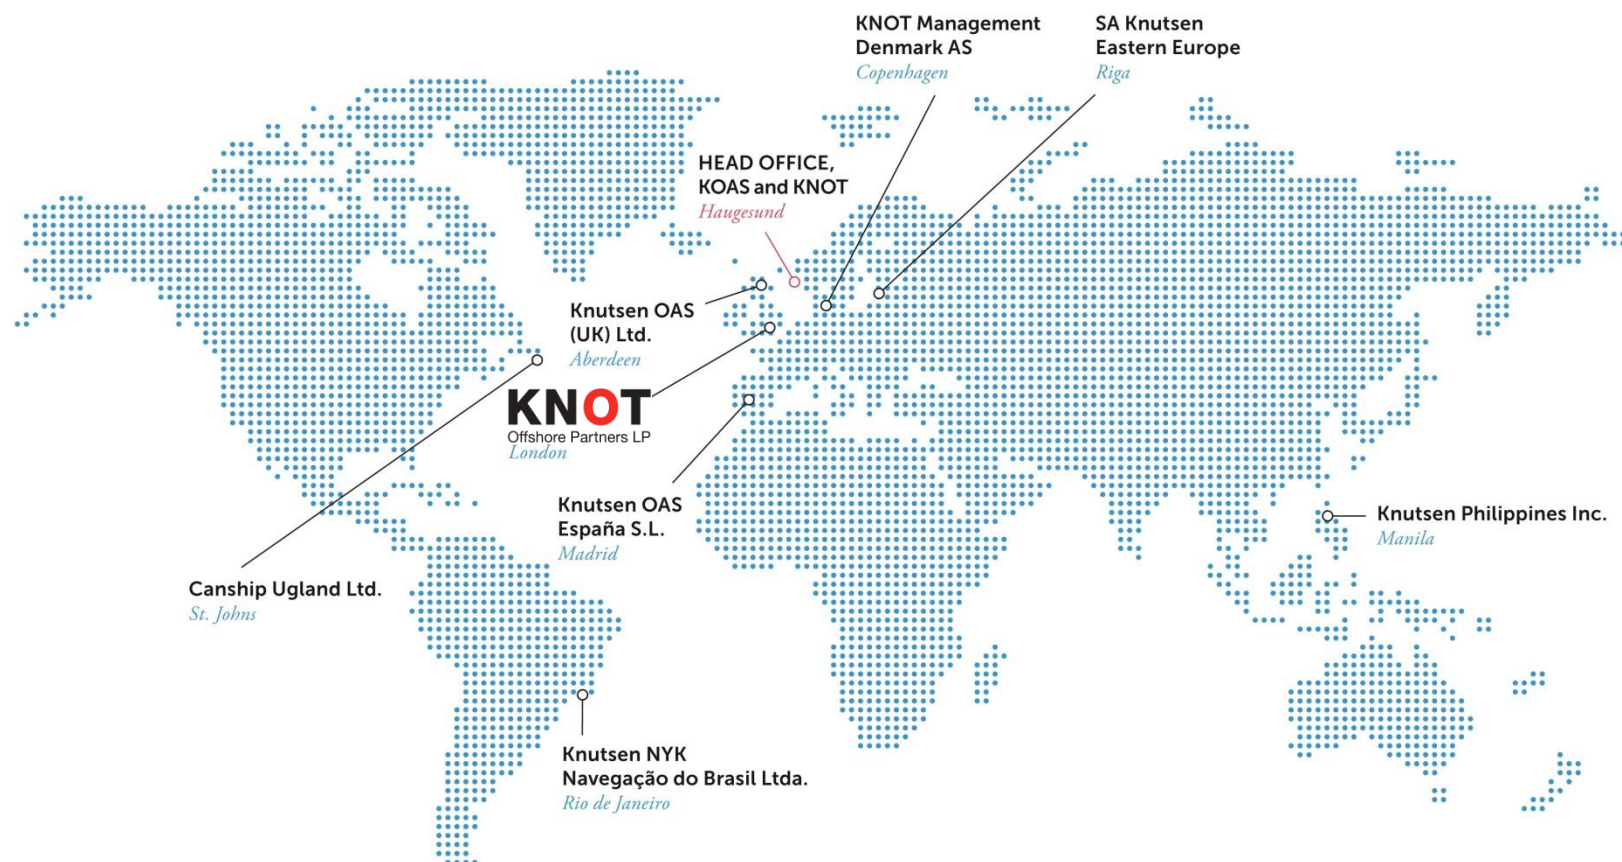 KNOT Management
Denmark AS
Copenhagen
SA Knutsen
Eastern Europe
Riga
HEAD OFFICE,
KOAS and KNOT
Haugesund
Knutsen OAS
(UK) Ltd.
Aberdeen
KNOT
Offshore Partners LP
London
Knutsen OAS
España S.L.
Madrid
Knutsen Philippines Inc.
Manila
Canship Ugland Ltd.
St. Johns
Knutsen NYK
Navegação do Brasil Ltda.
Rio de Janeiro